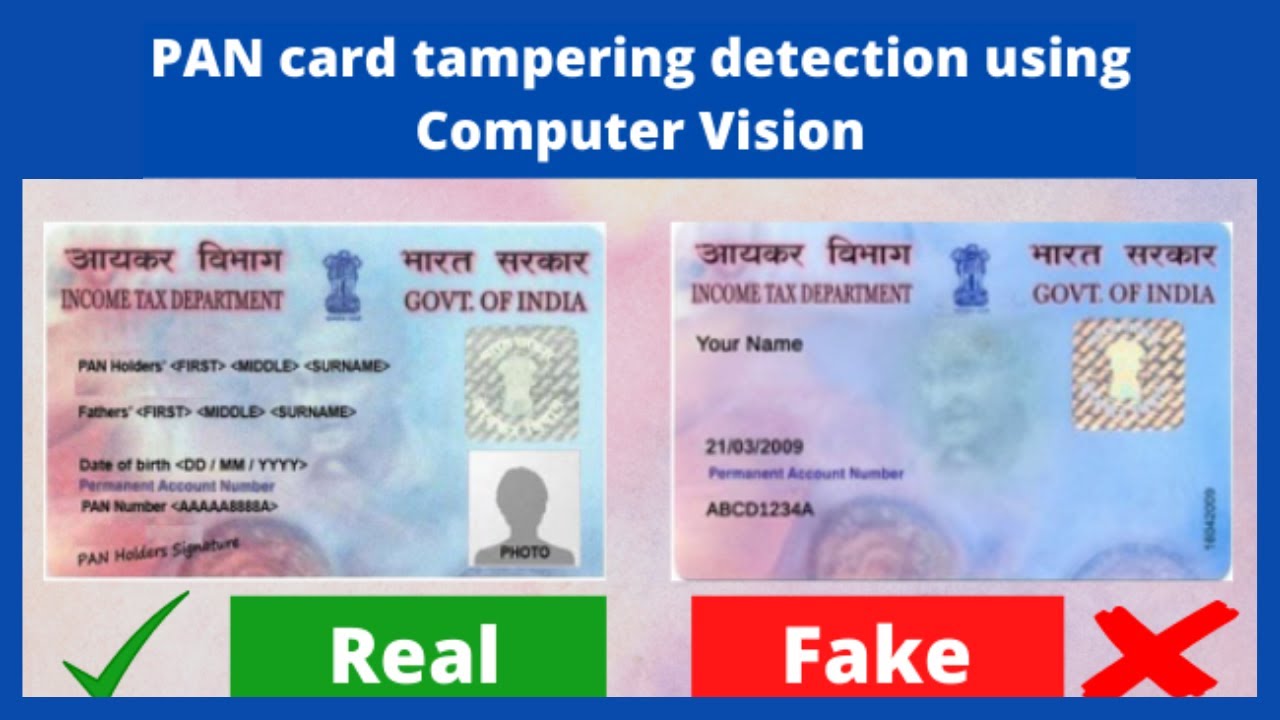 PAN card tampering detection using
Computer Vision
आयकर विभाग
भारत सरकार
INCOME TAX DEPARTMENT
GOVT. OF INDIA
PAN Holders' <FIRST> <MIDDLE> <SURNAME>
Fathers' <FIRST> <MIDDLE> <SURNAME>
Date of birth <DD / MM / YYYY>
Permanent Account Number
PAN Number <AAAAA8888A>
PAN Holders Signature
PHOTO
Real
आयकर विभाग
भारत सरकार
INCOME TAX DEPARTMENT
GOVT. OF INDIA
Your Name
21/03/2009
Permanent Account Number
ABCD1234A
16042009
Fake